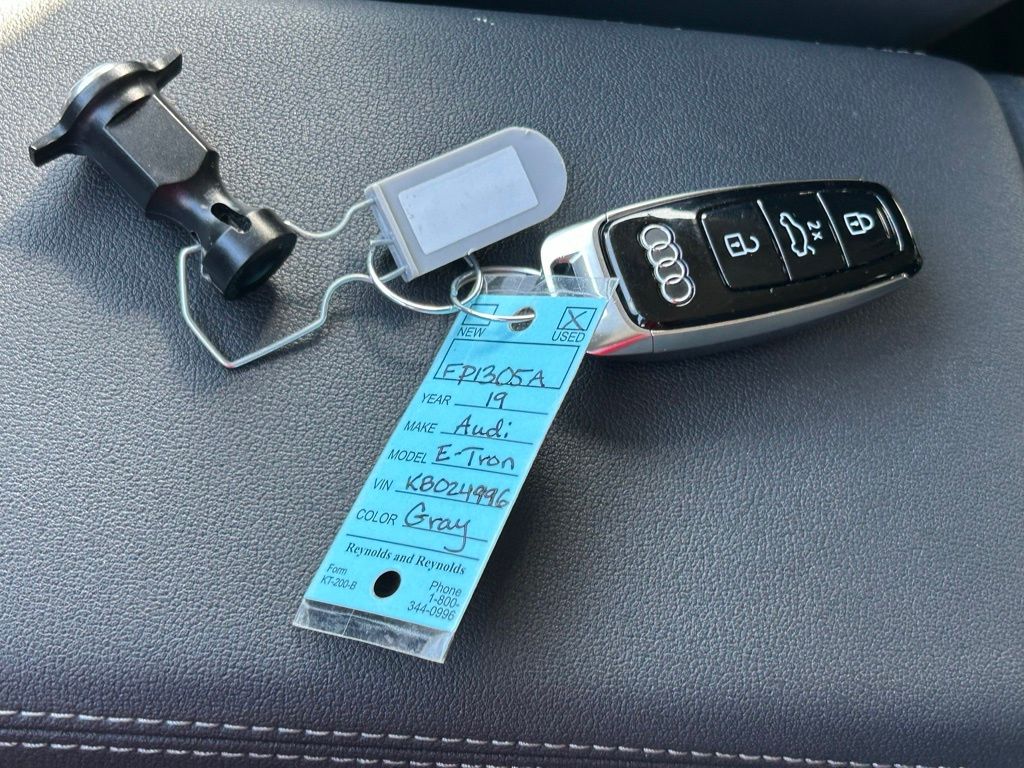 NEW USED
EP1305A
YEAR 19
MAKE Audi
MODEL E-Tron
VIN KB024996
COLOR Gray
Reynolds and Reynolds
Form
KT-200-B
Phone
1-800-
344-0996
2x